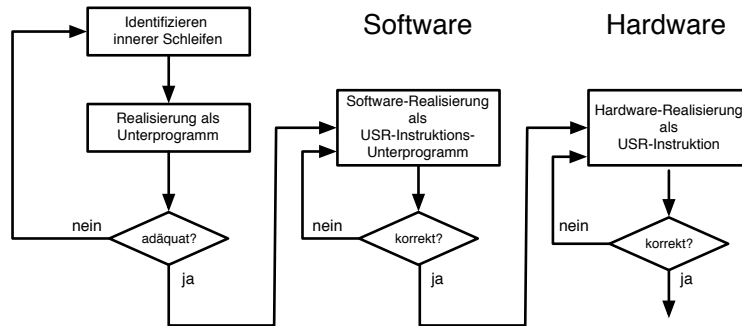 Identifizieren
innerer Schleifen
Realisierung als
Unterprogramm
adäquat?
nein
ja
Software
Software-Realisierung
als
USR-Instruktions-
Unterprogramm
nein
korrekt?
ja
Hardware
Hardware-Realisierung
als
USR-Instruktion
nein
korrekt?
ja